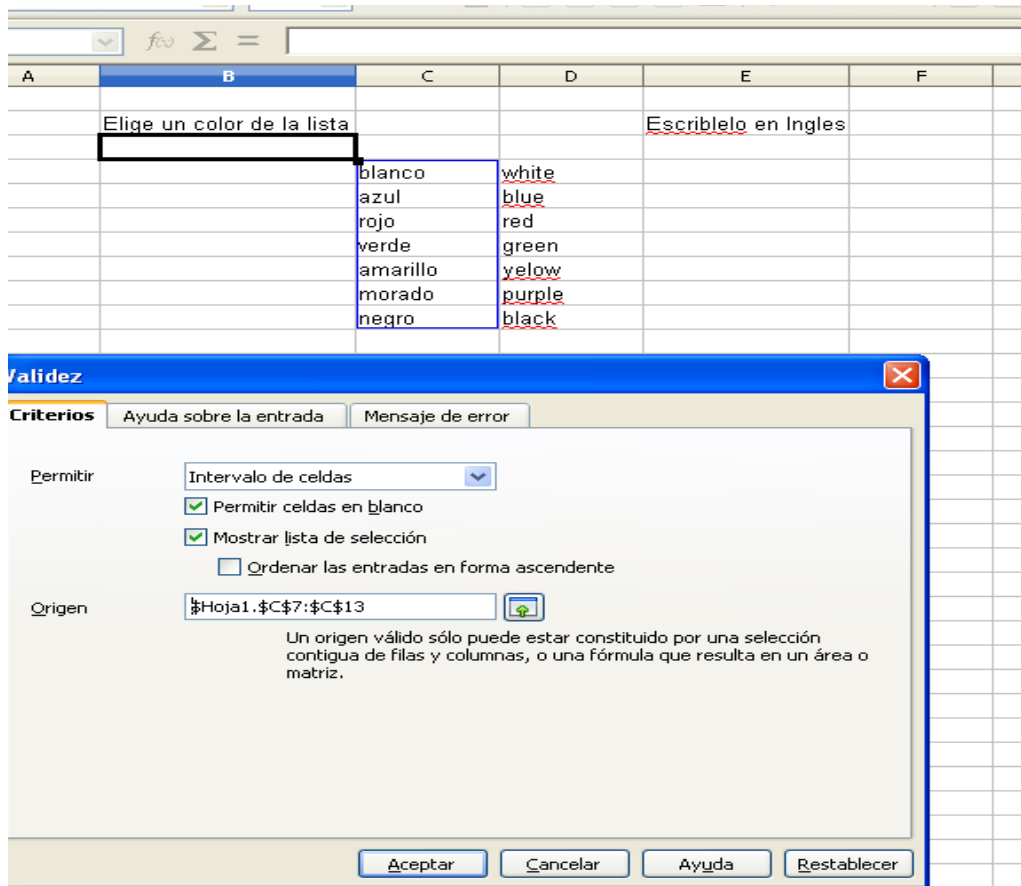 f(x) Σ =
A B C D E F
Elige un color de la lista Escriblelo en Ingles
blanco white
azul blue
rojo red
verde green
amarillo yelow
morado purple
negro black
Validez
Criterios Ayuda sobre la entrada Mensaje de error
Permitir Intervalo de celdas
Permitir celdas en blanco
Mostrar lista de selección
Ordenar las entradas en forma ascendente
Origen $Hoja1.$C$7:$C$13
Un origen válido sólo puede estar constituido por una selección
contigua de filas y columnas, o una fórmula que resulta en un área o
matriz.
Aceptar Cancelar Ayuda Restablecer